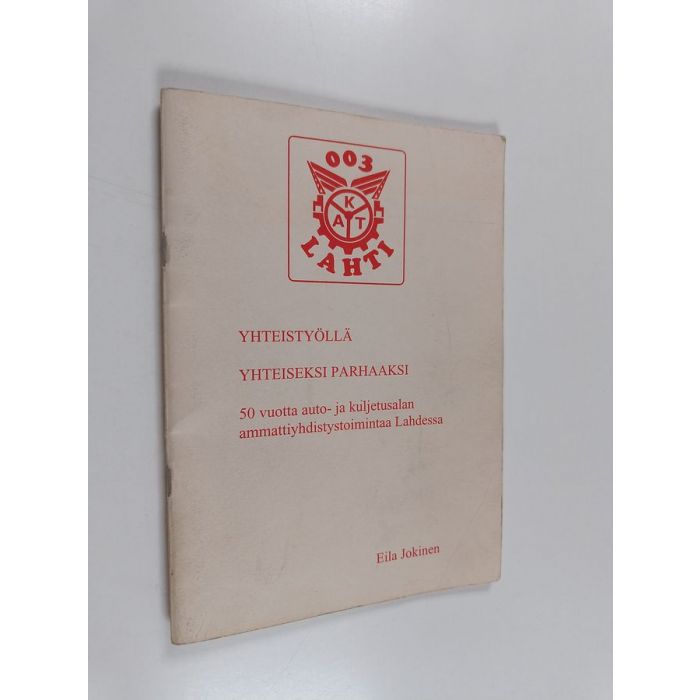 003
K
A T
LAHTI
YHTEISTYÖLLÄ
YHTEISEKSI PARHAAKSI
50 vuotta auto- ja kuljetusalan
ammattiyhdistystoimintaa Lahdessa
Eila Jokinen